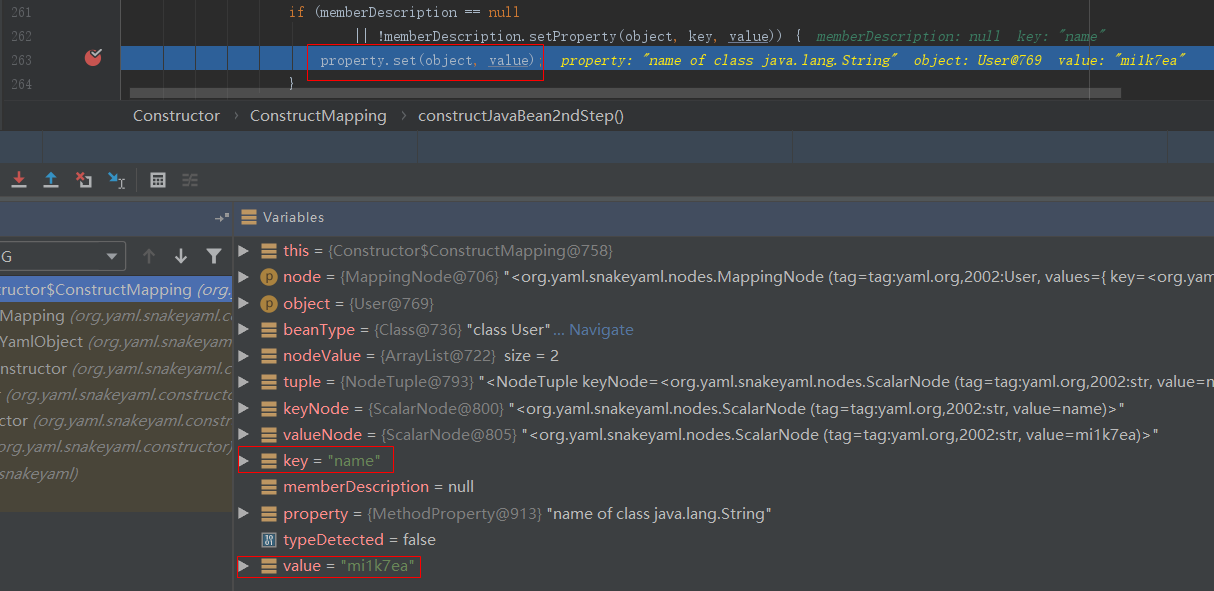 261 if (memberDescription == null
262 || !memberDescription.setProperty(object, key, value)) { memberDescription: null key: "name"
263 property.set(object, value); property: "name of class java.lang.String" object: User@769 value: "mi1k7ea"
264 }
Constructor › ConstructMapping › constructJavaBean2ndStep()
Variables
G
this = {Constructor$ConstructMapping@758}
node = {MappingNode@706} "<org.yaml.snakeyaml.nodes.MappingNode (tag=tag:yaml.org,2002:User, values={ key=<org.yam
ructor$ConstructMapping (org.
object = {User@769}
Mapping (org.yaml.snakeyaml.co
beanType = {Class@736} "class User"... Navigate
YamlObject (org.yaml.snakeyam
nodeValue = {ArrayList@722} size = 2
nstructor (org.yaml.snakeyaml.c
tuple = {NodeTuple@793} "<NodeTuple keyNode=<org.yaml.snakeyaml.nodes.ScalarNode (tag=tag:yaml.org,2002:str, value=n
(org.yaml.snakeyaml.constructo
keyNode = {ScalarNode@800} "<org.yaml.snakeyaml.nodes.ScalarNode (tag=tag:yaml.org,2002:str, value=name)>"
ctor (org.yaml.snakeyaml.constr
valueNode = {ScalarNode@805} "<org.yaml.snakeyaml.nodes.ScalarNode (tag=tag:yaml.org,2002:str, value=mi1k7ea)>"
org.yaml.snakeyaml.constructor)
key = "name"
snakeyaml)
memberDescription = null
property = {MethodProperty@913} "name of class java.lang.String"
typeDetected = false
value = "mi1k7ea"